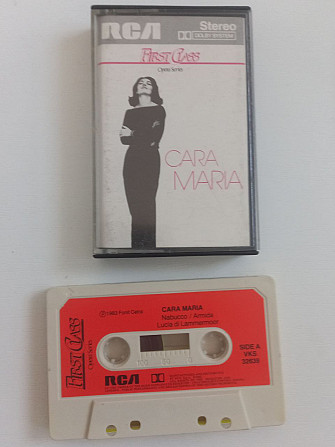 RCA
Stereo
DOLBY SYSTEM
FIRST CLASS
Opera Series
CARA
MARIA
FIRST CLASS
Opera Series
CARA MARIA
Nabucco / Armida
Lucia di Lammermoor
SIDE A
VKS
RCA